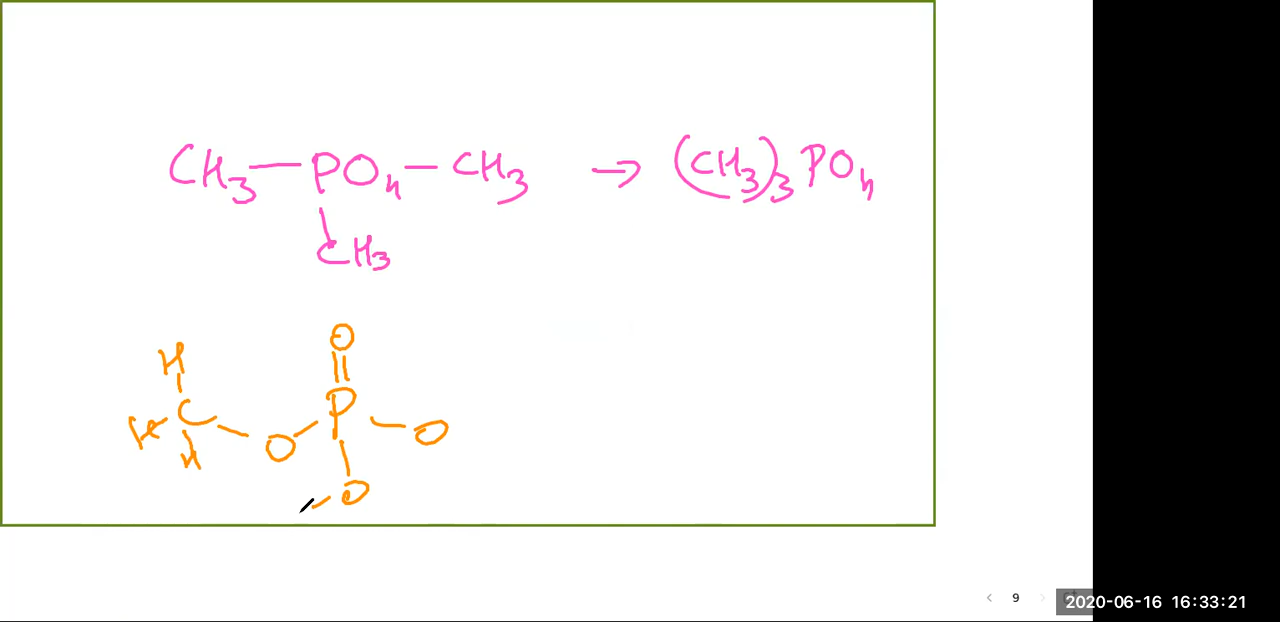 CH3—PO4—CH3 → (CH3)3PO4
CH3
O
H
P
C
H
O
O
H
O
9
2020-06-16 16:33:21